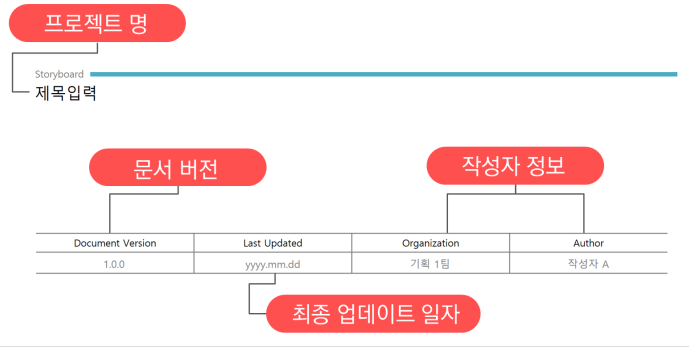 프로젝트 명
Storyboard
제목입력
문서 버전
작성자 정보
Document Version Last Updated Organization Author
1.0.0 yyyy.mm.dd 기획 1팀 작성자 A
최종 업데이트 일자